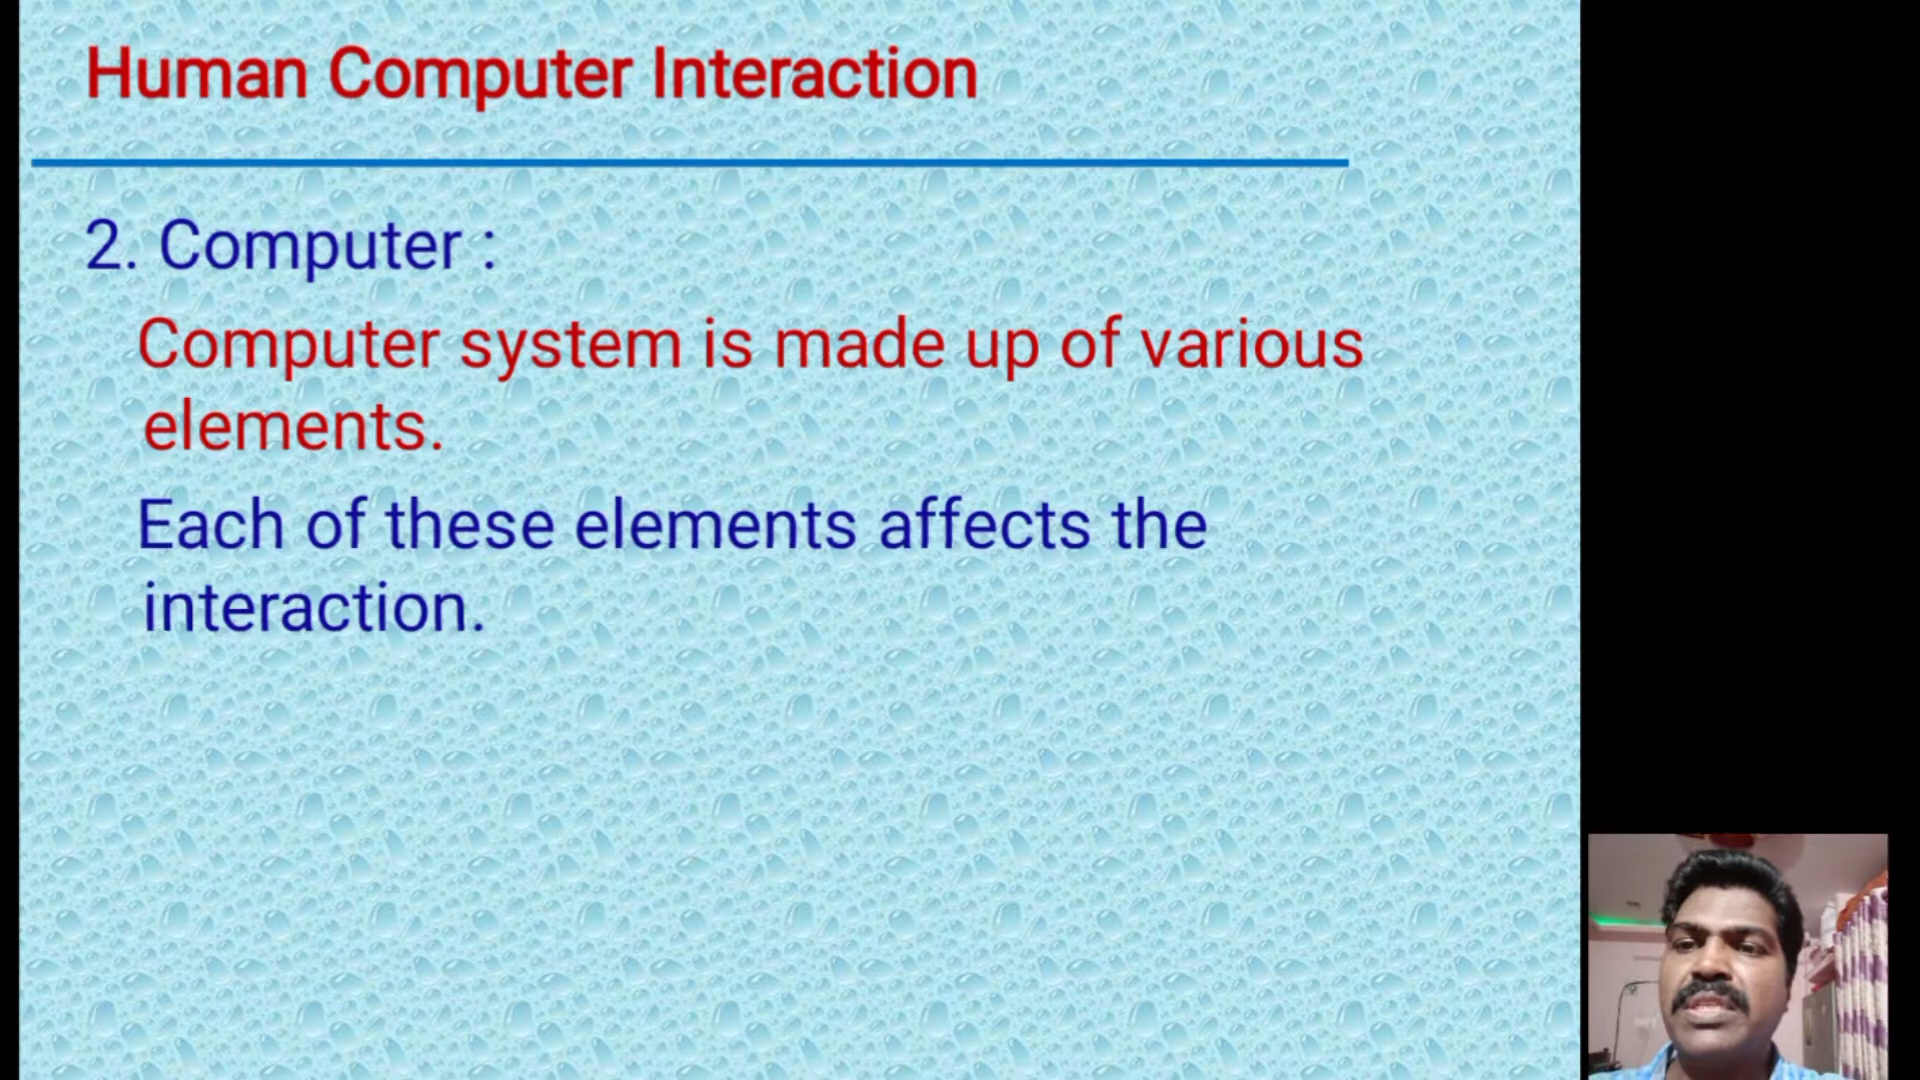 Human Computer Interaction
2. Computer :
Computer system is made up of various
elements.
Each of these elements affects the
interaction.